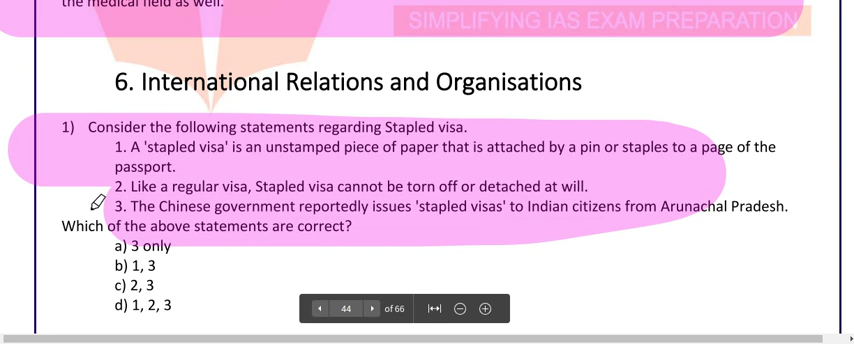 the medical field as well.
SIMPLIFYING IAS EXAM PREPARATION
6. International Relations and Organisations
1) Consider the following statements regarding Stapled visa.
1. A 'stapled visa' is an unstamped piece of paper that is attached by a pin or staples to a page of the
passport.
2. Like a regular visa, Stapled visa cannot be torn off or detached at will.
3. The Chinese government reportedly issues 'stapled visas' to Indian citizens from Arunachal Pradesh.
Which of the above statements are correct?
a) 3 only
b) 1, 3
c) 2, 3
d) 1, 2, 3
44 of 66